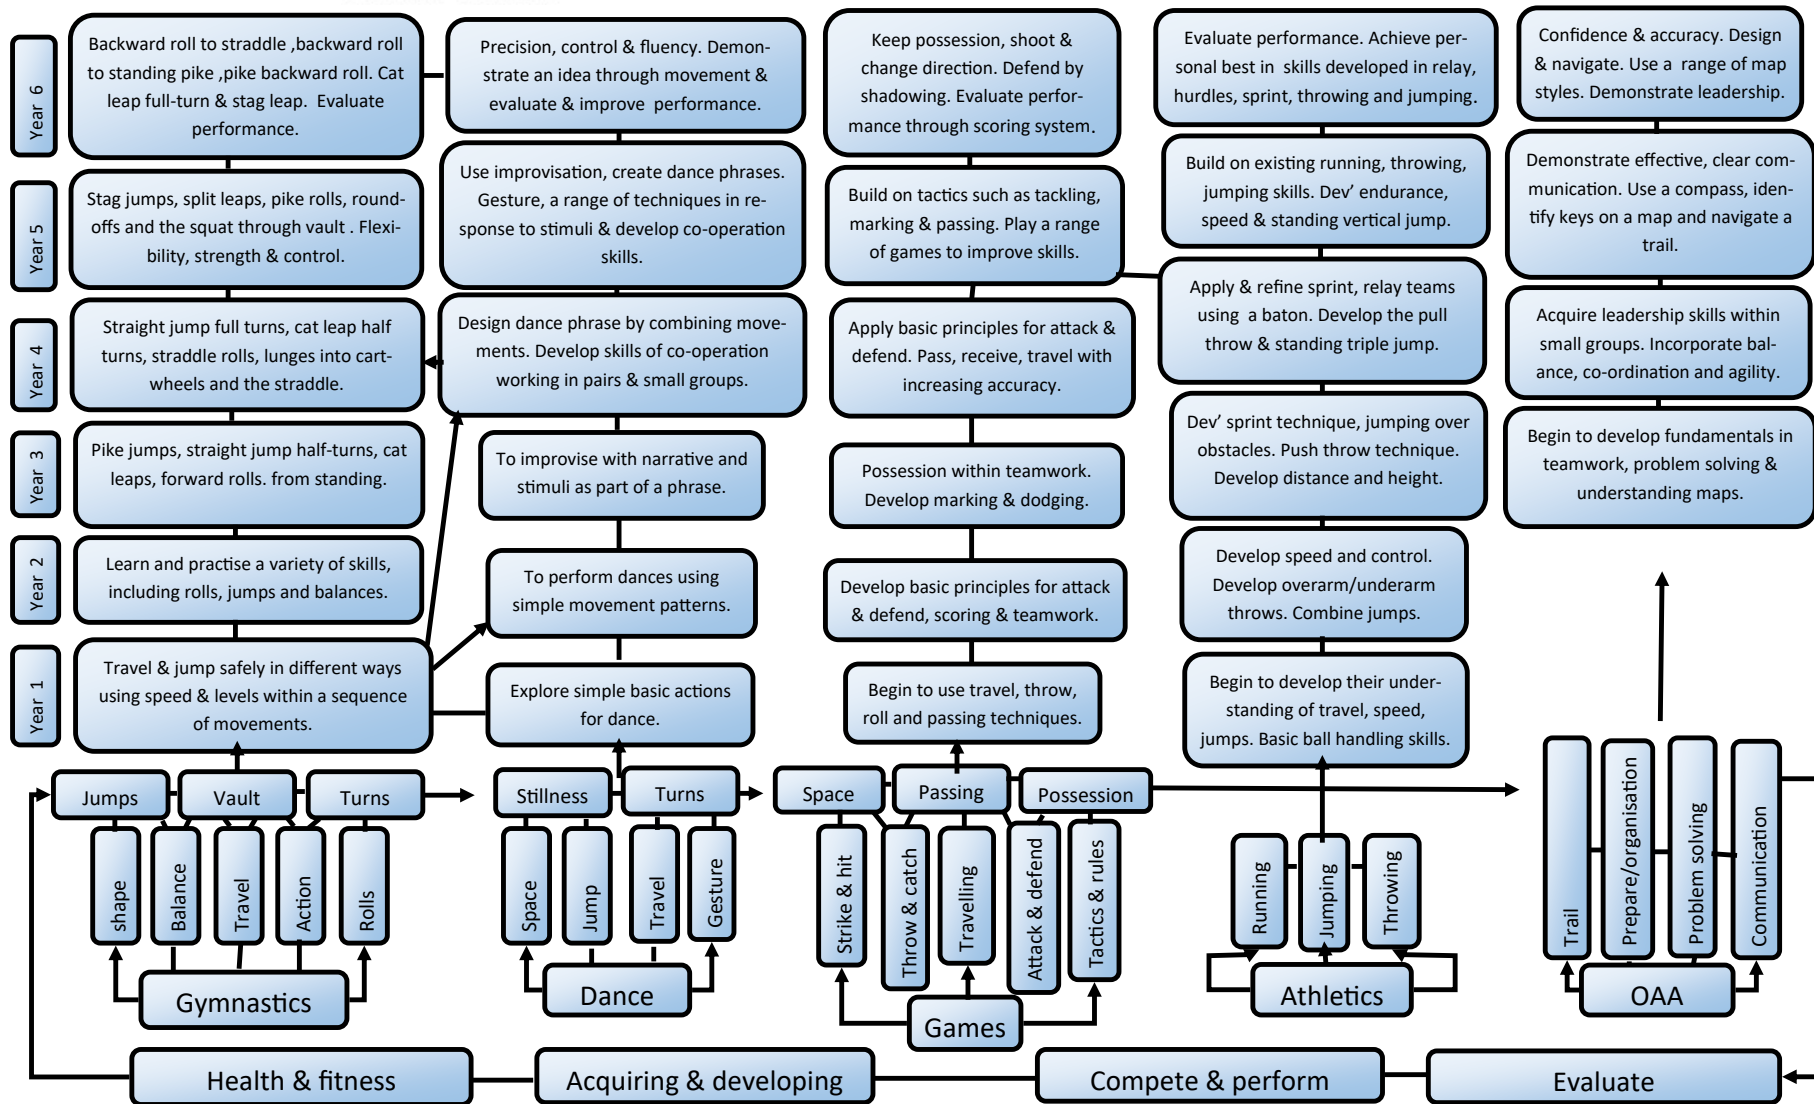 Year 6
Backward roll to straddle ,backward roll
to standing pike ,pike backward roll. Cat
leap full-turn & stag leap.  Evaluate
performance.
Precision, control & fluency. Demon-
strate an idea through movement &
evaluate & improve  performance.
Keep possession, shoot &
change direction. Defend by
shadowing. Evaluate perfor-
mance through scoring system.
Evaluate performance. Achieve per-
sonal best in  skills developed in relay,
hurdles, sprint, throwing and jumping.
Confidence & accuracy. Design
& navigate. Use a  range of map
styles. Demonstrate leadership.
Year 5
Stag jumps, split leaps, pike rolls, round-
offs and the squat through vault . Flexi-
bility, strength & control.
Use improvisation, create dance phrases.
Gesture, a range of techniques in re-
sponse to stimuli & develop co-operation
skills.
Build on tactics such as tackling,
marking & passing. Play a range
of games to improve skills.
Build on existing running, throwing,
jumping skills. Dev’ endurance,
speed & standing vertical jump.
Demonstrate effective, clear com-
munication. Use a compass, iden-
tify keys on a map and navigate a
trail.
Year 4
Straight jump full turns, cat leap half
turns, straddle rolls, lunges into cart-
wheels and the straddle.
Design dance phrase by combining move-
ments. Develop skills of co-operation
working in pairs & small groups.
Apply basic principles for attack &
defend. Pass, receive, travel with
increasing accuracy.
Apply & refine sprint, relay teams
using  a baton. Develop the pull
throw & standing triple jump.
Acquire leadership skills within
small groups. Incorporate bal-
ance, co-ordination and agility.
Year 3
Pike jumps, straight jump half-turns, cat
leaps, forward rolls. from standing.
To improvise with narrative and
stimuli as part of a phrase.
Possession within teamwork.
Develop marking & dodging.
Dev’ sprint technique, jumping over
obstacles. Push throw technique.
Develop distance and height.
Begin to develop fundamentals in
teamwork, problem solving &
understanding maps.
Year 2
Learn and practise a variety of skills,
including rolls, jumps and balances.
To perform dances using
simple movement patterns.
Develop basic principles for attack
& defend, scoring & teamwork.
Develop speed and control.
Develop overarm/underarm
throws. Combine jumps.
Year 1
Travel & jump safely in different ways
using speed & levels within a sequence
of movements.
Explore simple basic actions
for dance.
Begin to use travel, throw,
roll and passing techniques.
Begin to develop their under-
standing of travel, speed,
jumps. Basic ball handling skills.
Jumps
Vault
Turns
shape
Balance
Travel
Action
Rolls
Gymnastics
Stillness
Turns
Space
Jump
Travel
Gesture
Dance
Space
Passing
Possession
Strike & hit
Throw & catch
Travelling
Attack & defend
Tactics & rules
Games
Running
Jumping
Throwing
Athletics
Trail
Prepare/organisation
Problem solving
Communication
OAA
Health & fitness
Acquiring & developing
Compete & perform
Evaluate